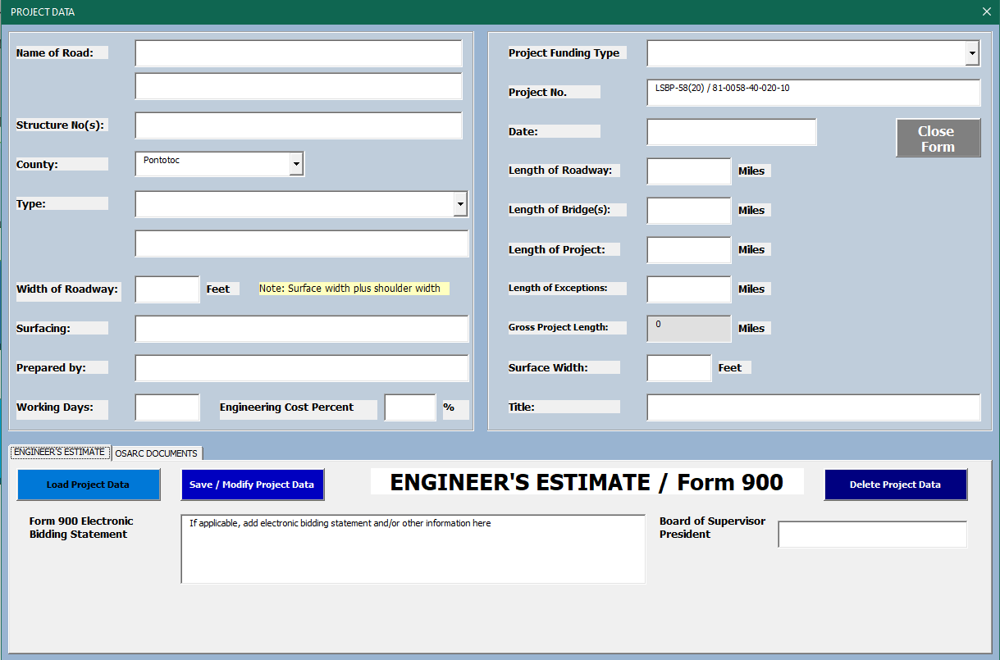 PROJECT DATA
Name of Road:
Structure No(s):
County:
Pontotoc
Type:
Width of Roadway:
Feet
Note: Surface width plus shoulder width
Surfacing:
Prepared by:
Working Days:
Engineering Cost Percent
%
Project Funding Type
Project No.
LSBP-58(20) / 81-0058-40-020-10
Date:
Close
Form
Length of Roadway:
Miles
Length of Bridge(s):
Miles
Length of Project:
Miles
Length of Exceptions:
Miles
Gross Project Length:
0
Miles
Surface Width:
Feet
Title:
ENGINEER'S ESTIMATE
OSARC DOCUMENTS
Load Project Data
Save / Modify Project Data
ENGINEER'S ESTIMATE / Form 900
Delete Project Data
Form 900 Electronic
Bidding Statement
If applicable, add electronic bidding statement and/or other information here
Board of Supervisor
President